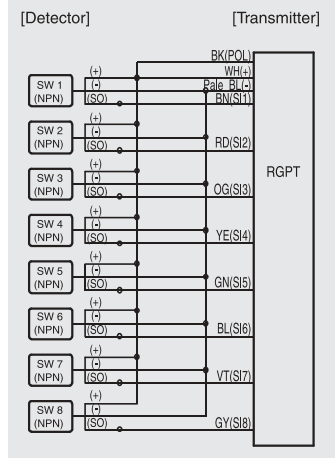 [Detector] [Transmitter]
BK(POL)
(+) WH(+)
SW 1 (-) Pale BL(-)
(NPN) (SO) BN(SI1)
(+)
SW 2 (-)
(NPN) (SO) RD(SI2)
RGPT
(+)
SW 3 (-)
(NPN) (SO) OG(SI3)
(+)
SW 4 (-)
(NPN) (SO) YE(SI4)
(+)
SW 5 (-)
(NPN) (SO) GN(SI5)
(+)
SW 6 (-)
(NPN) (SO) BL(SI6)
(+)
SW 7 (-)
(NPN) (SO) VT(SI7)
(+)
SW 8 (-)
(NPN) (SO) GY(SI8)